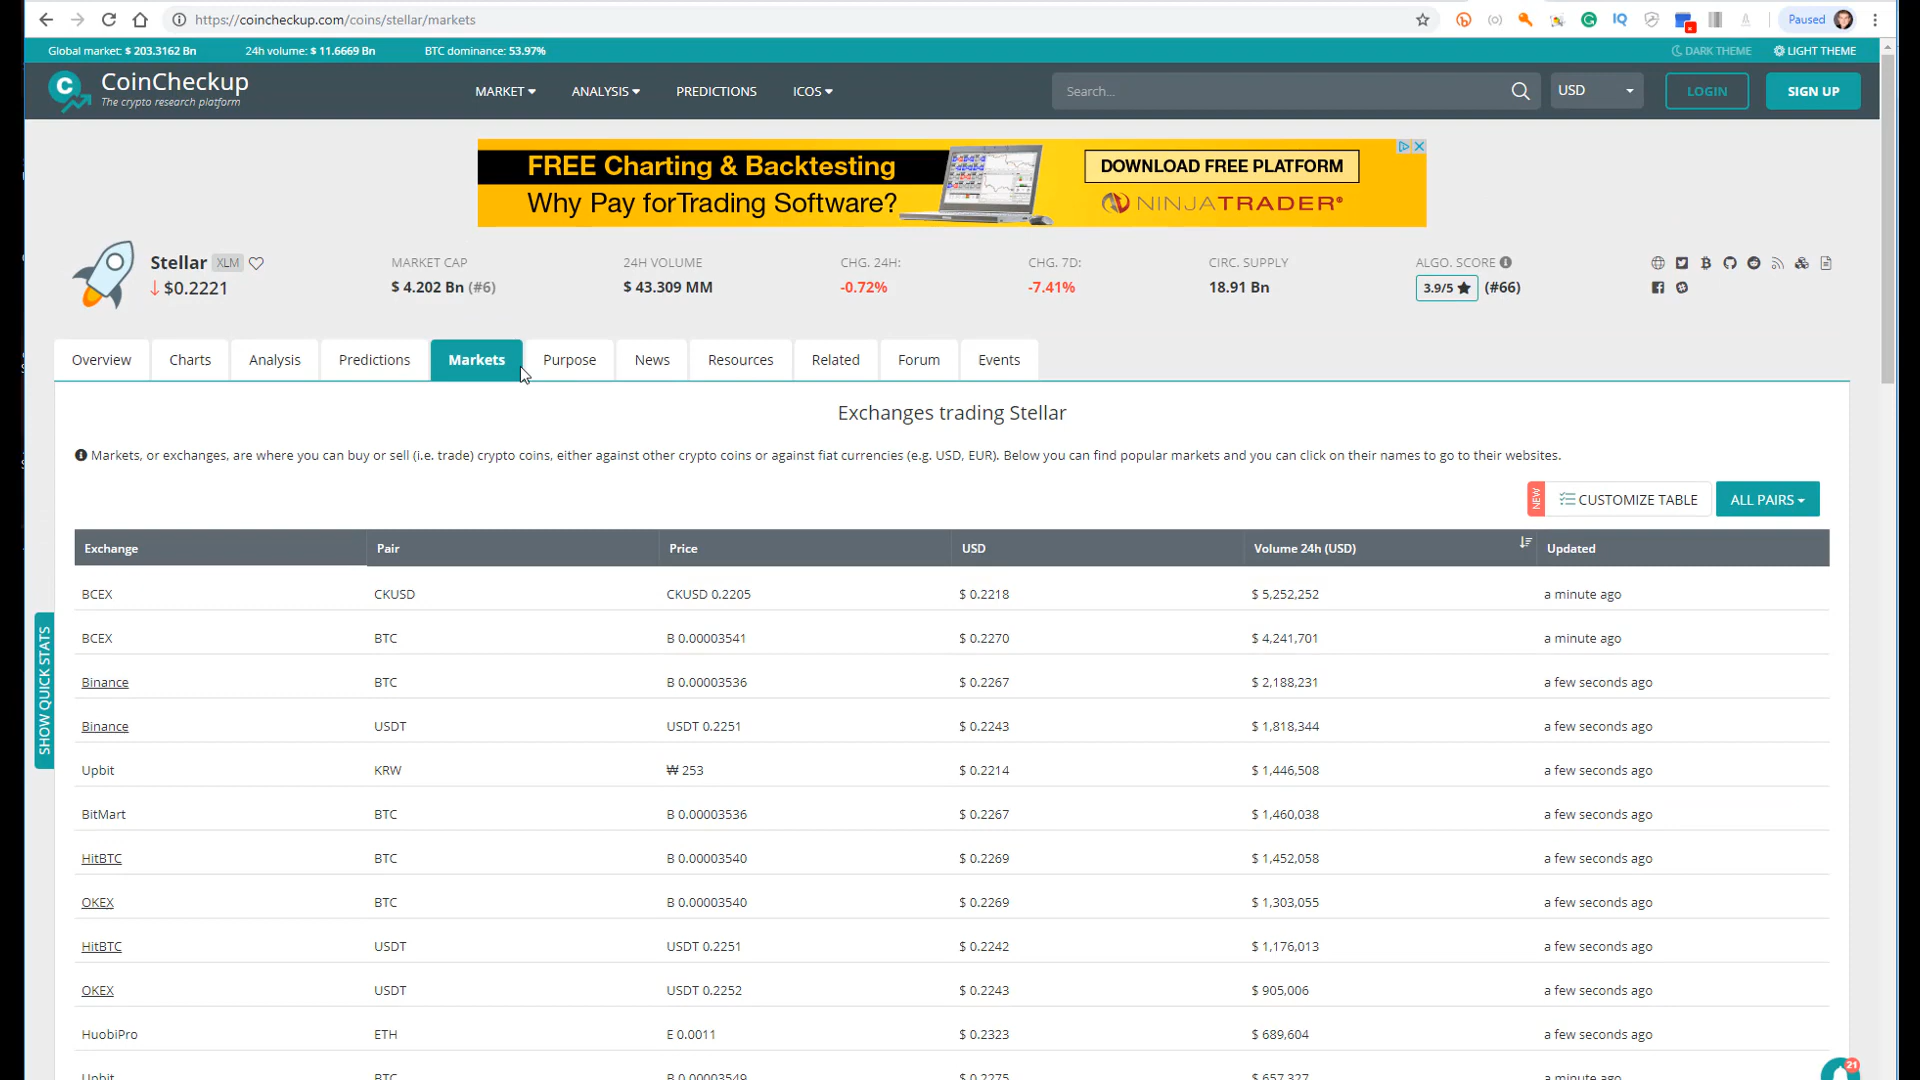 https://coincheckup.com/coins/stellar/markets
Paused
Global market: $ 203.3162 Bn
24h volume: $ 11.6669 Bn
BTC dominance: 53.97%
DARK THEME
LIGHT THEME
CoinCheckup
The crypto research platform
MARKET
ANALYSIS
PREDICTIONS
ICOS
Search...
USD
LOGIN
SIGN UP
FREE Charting & Backtesting
Why Pay forTrading Software?
DOWNLOAD FREE PLATFORM
NINJATRADER®
Stellar XLM
$0.2221
MARKET CAP
$ 4.202 Bn (#6)
24H VOLUME
$ 43.309 MM
CHG. 24H:
-0.72%
CHG. 7D:
-7.41%
CIRC. SUPPLY
18.91 Bn
ALGO. SCORE
3.9/5 (#66)
Overview
Charts
Analysis
Predictions
Markets
Purpose
News
Resources
Related
Forum
Events
Exchanges trading Stellar
Markets, or exchanges, are where you can buy or sell (i.e. trade) crypto coins, either against other crypto coins or against fiat currencies (e.g. USD, EUR). Below you can find popular markets and you can click on their names to go to their websites.
NEW
CUSTOMIZE TABLE
ALL PAIRS
Exchange Pair Price USD Volume 24h (USD) Updated
BCEX CKUSD CKUSD 0.2205 $ 0.2218 $ 5,252,252 a minute ago
BCEX BTC B 0.00003541 $ 0.2270 $ 4,241,701 a minute ago
Binance BTC B 0.00003536 $ 0.2267 $ 2,188,231 a few seconds ago
Binance USDT USDT 0.2251 $ 0.2243 $ 1,818,344 a few seconds ago
Upbit KRW ₩ 253 $ 0.2214 $ 1,446,508 a few seconds ago
BitMart BTC B 0.00003536 $ 0.2267 $ 1,460,038 a few seconds ago
HitBTC BTC B 0.00003540 $ 0.2269 $ 1,452,058 a few seconds ago
OKEX BTC B 0.00003540 $ 0.2269 $ 1,303,055 a few seconds ago
HitBTC USDT USDT 0.2251 $ 0.2242 $ 1,176,013 a few seconds ago
OKEX USDT USDT 0.2252 $ 0.2243 $ 905,006 a few seconds ago
HuobiPro ETH E 0.0011 $ 0.2323 $ 689,604 a few seconds ago
Upbit BTC B 0.00003549 $ 0.2275 $ 657,327 a minute ago
SHOW QUICK STATS
21